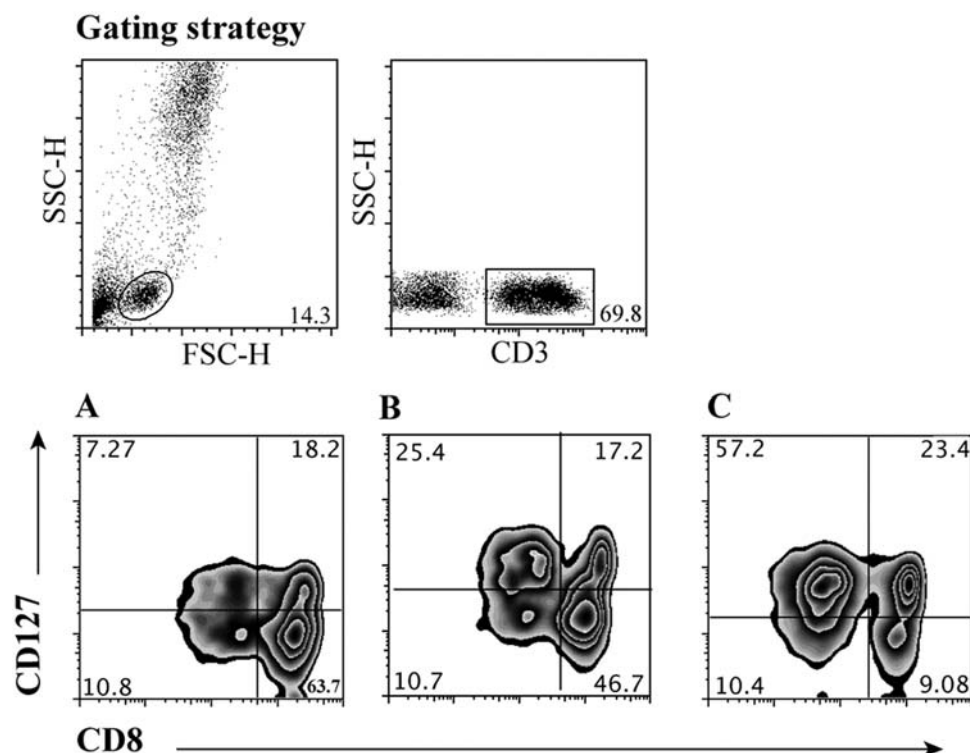 Gating strategy
SSC-H
14.3
FSC-H
SSC-H
69.8
CD3
A
7.27 18.2
10.8 63.7
B
25.4 17.2
10.7 46.7
C
57.2 23.4
10.4 9.08
CD127
CD8